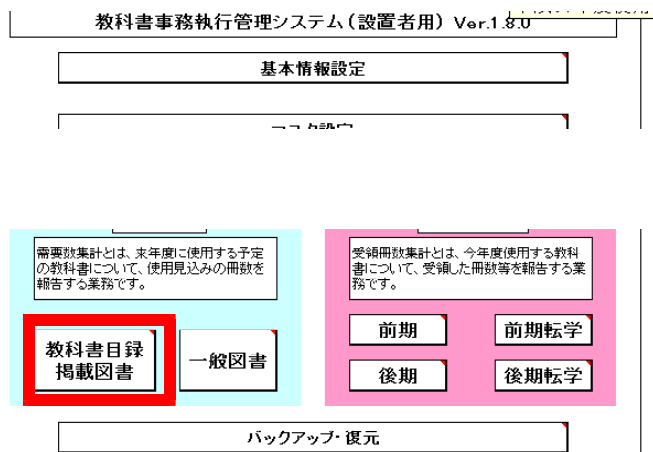 教科書事務執行管理システム(設置者用) Ver.1.8.0
基本情報設定
需要数集計とは、来年度に使用する予定
の教科書について、使用見込みの冊数を
報告する業務です。
受領冊数集計とは、今年度使用する教科
書について、受領した冊数等を報告する業
務です。
教科書目録
掲載図書
一般図書
前期
前期転学
後期
後期転学
バックアップ・復元